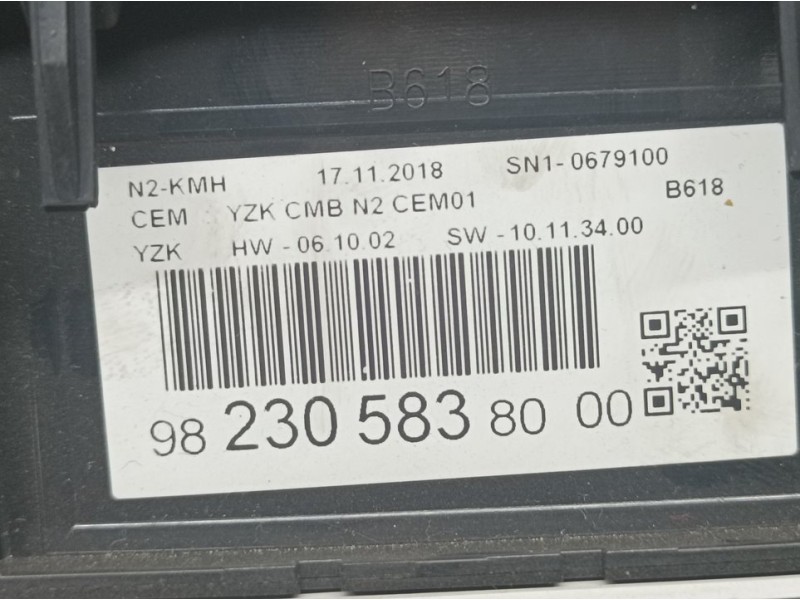 B618
N2-KMH 17.11.2018 SN1-0679100
CEM YZK CMB N2 CEM01 B618
YZK HW - 06.10.02 SW - 10.11.34.00
98 230 583 80 00